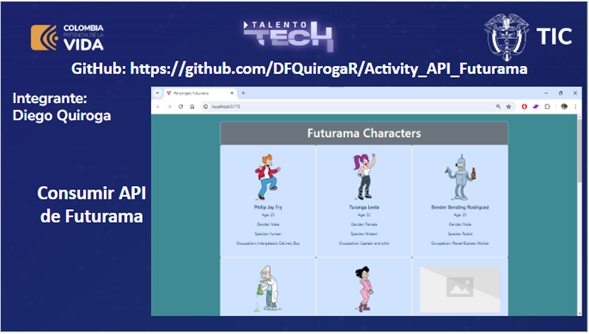 COLOMBIA
POTENCIA DE LA
VIDA
TALENTO
TECH
TIC
GitHub: https://github.com/DFQuirogaR/Activity_API_Futurama
Integrante:
Diego Quiroga
Consumir API
de Futurama
Personajes Futurama
localhost:5173
Futurama Characters
Philip Jay Fry
Age: 25
Gender: Male
Species: Human
Occupation: Intergalactic Delivery Boy
Turanga Leela
Age: 32
Gender: Female
Species: Mutant
Occupation: Captain and pilot
Bender Bending Rodriguez
Age: 25
Gender: Male
Species: Robot
Occupation: Planet Express Worker